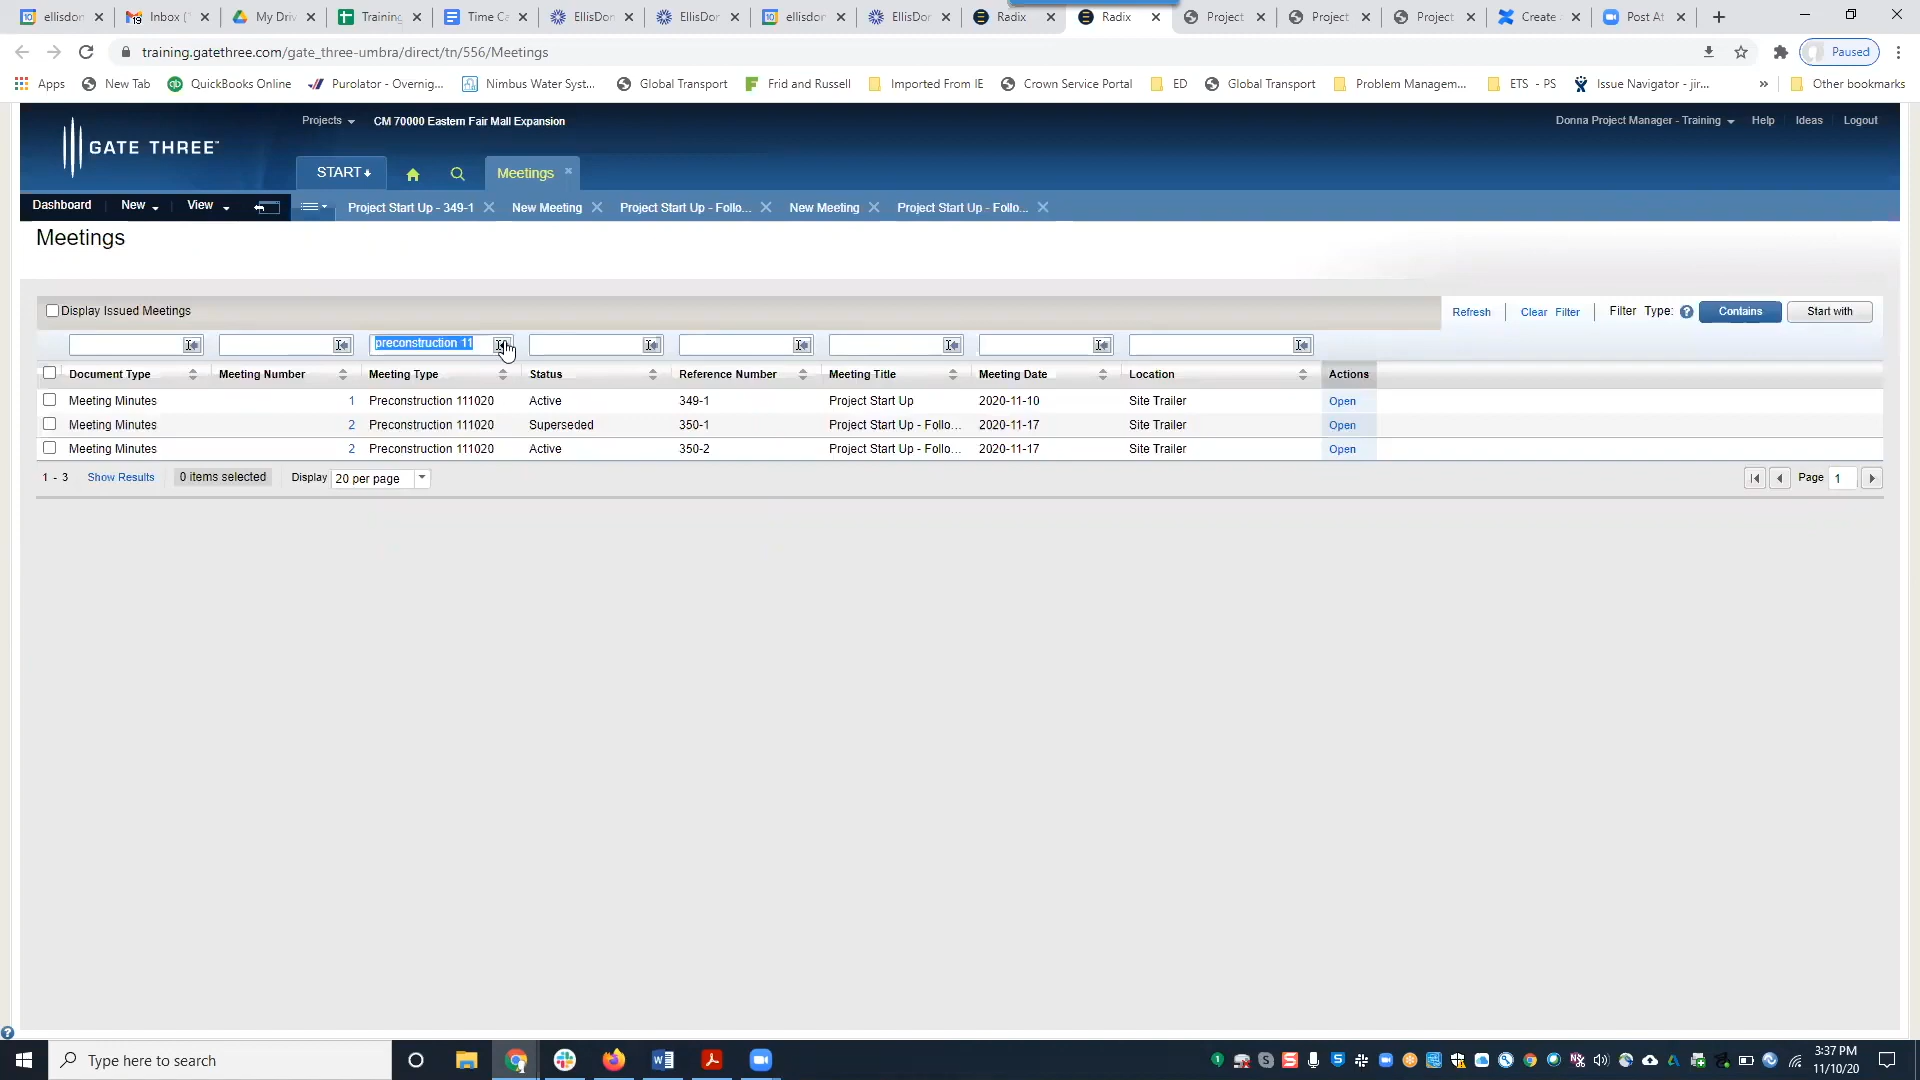 ellisdon
Inbox (
My Driv
Training
Time Ca
EllisDon
EllisDon
ellisdon
EllisDon
Radix
Radix
Project
Project
Project
Create
Post At
training.gatethree.com/gate_three-umbra/direct/tn/556/Meetings
Paused
Apps
New Tab
QuickBooks Online
Purolator - Overnig...
Nimbus Water Syst...
Global Transport
Frid and Russell
Imported From IE
Crown Service Portal
ED
Global Transport
Problem Managem...
ETS - PS
Issue Navigator - jir...
»
Other bookmarks
GATE THREE
Projects
CM 70000 Eastern Fair Mall Expansion
Donna Project Manager - Training
Help
Ideas
Logout
START
Meetings
Dashboard
New
View
Project Start Up - 349-1
New Meeting
Project Start Up - Follo...
New Meeting
Project Start Up - Follo...
Meetings
Display Issued Meetings
Refresh
Clear Filter
Filter Type:
Contains
Start with
preconstruction 11
Document Type Meeting Number Meeting Type Status Reference Number Meeting Title Meeting Date Location Actions
Meeting Minutes 1 Preconstruction 111020 Active 349-1 Project Start Up 2020-11-10 Site Trailer Open
Meeting Minutes 2 Preconstruction 111020 Superseded 350-1 Project Start Up - Follo... 2020-11-17 Site Trailer Open
Meeting Minutes 2 Preconstruction 111020 Active 350-2 Project Start Up - Follo... 2020-11-17 Site Trailer Open
1 - 3 Show Results 0 items selected Display 20 per page Page 1
Type here to search
3:37 PM
11/10/20